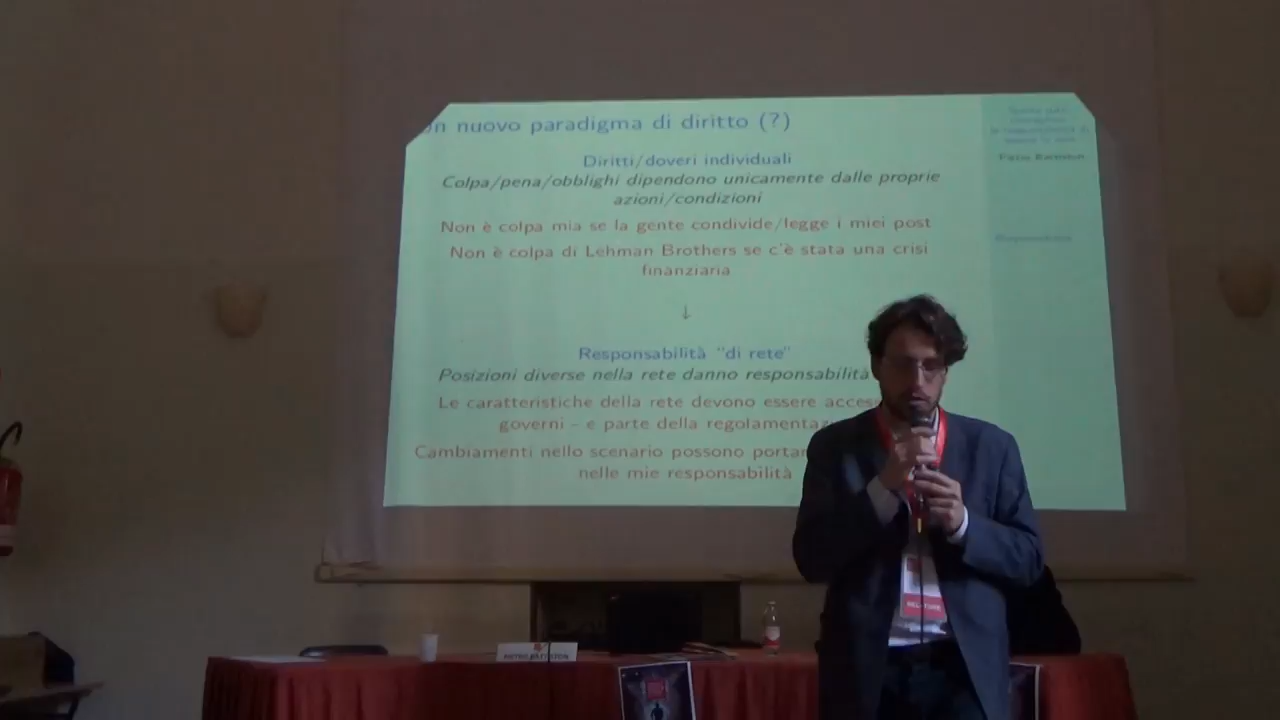 un nuovo paradigma di diritto (?)
Diritti/doveri individuali
Colpa/pena/obblighi dipendono unicamente dalle proprie
azioni/condizioni
Non è colpa mia se la gente condivide/legge i miei post
Non è colpa di Lehman Brothers se c'è stata una crisi
finanziaria
↓
Responsabilità "di rete"
Posizioni diverse nella rete danno responsabilità
Le caratteristiche della rete devono essere
governi – e parte della
Cambiamenti nello scenario possono
nelle mie responsabilità
Responsabilità
RELATORE